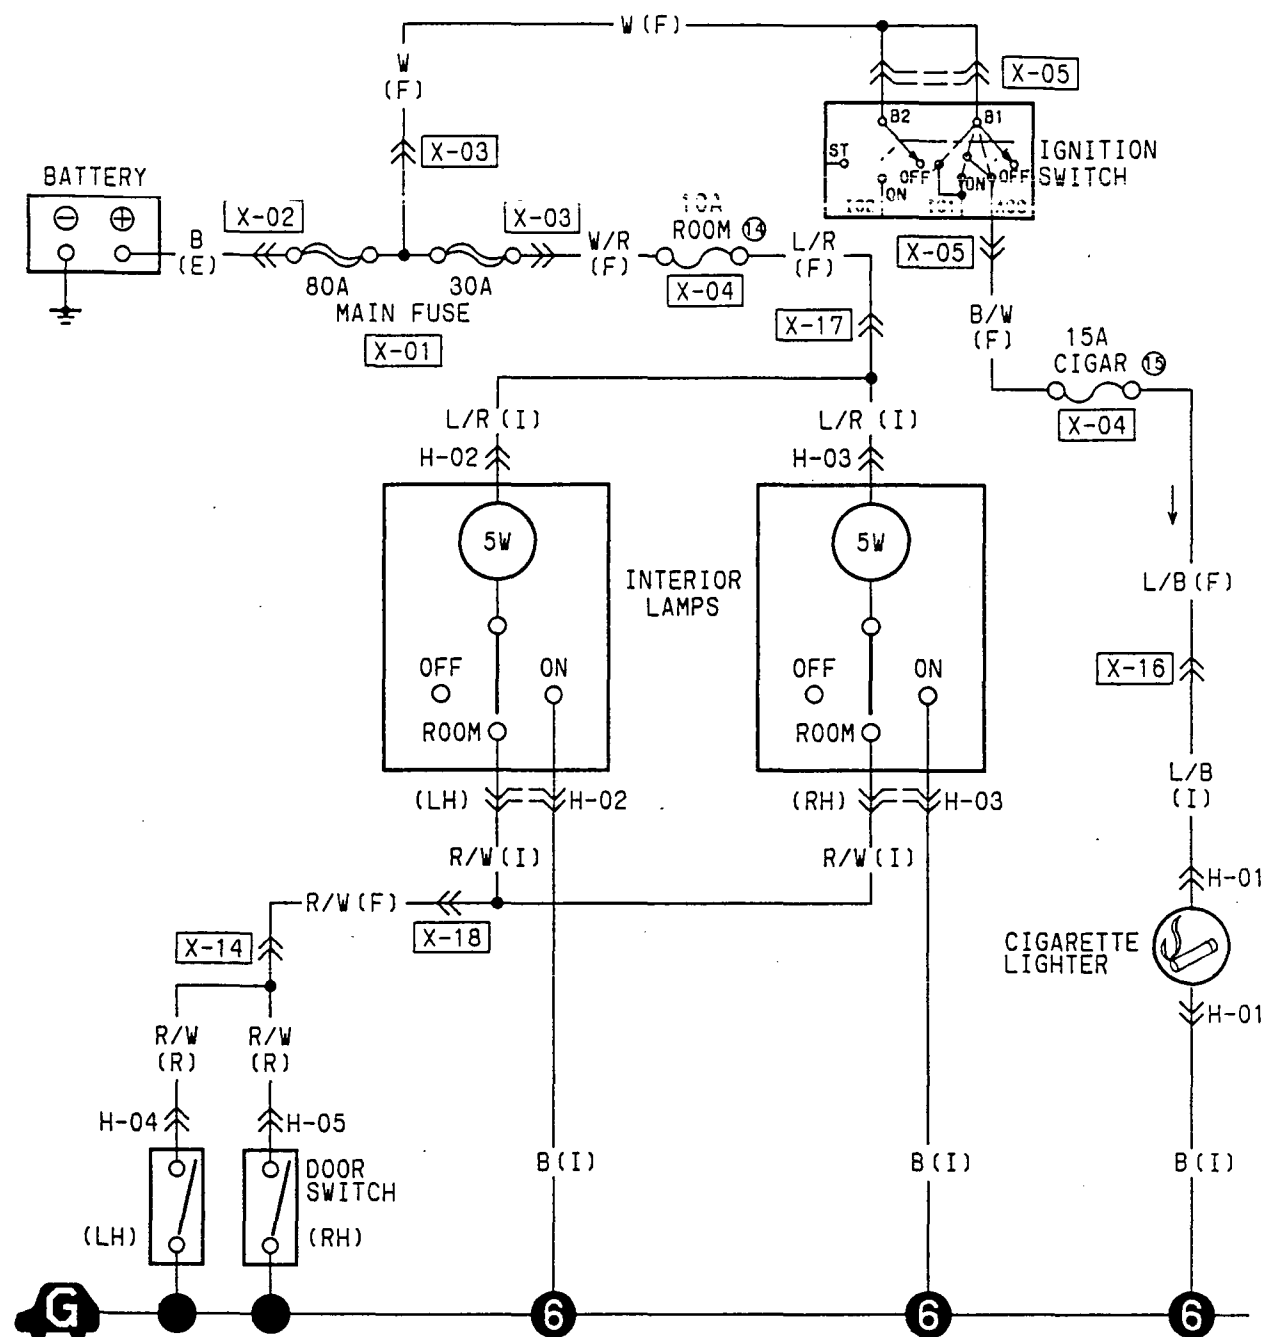 W(F)
W
(F)
X-05
B2
B1
X-03
IGNITION
SWITCH
ST
OFF
ON
ON
OFF
BATTERY
X-02
X-03
10A
ROOM 14
⊖ ⊕
B
(E)
W/R
(F)
L/R
(F)
X-05
80A
30A
MAIN FUSE
X-04
X-01
X-17
B/W
(F)
15A
CIGAR 15
X-04
L/R(I)
L/R(I)
H-02
H-03
5W
5W
INTERIOR
LAMPS
L/B(F)
OFF
ON
OFF
ON
X-16
ROOM
ROOM
L/B
(I)
(LH)
H-02
(RH)
H-03
R/W(I)
R/W(I)
H-01
R/W(F)
X-18
X-14
CIGARETTE
LIGHTER
H-01
R/W
(R)
R/W
(R)
H-04
H-05
DOOR
SWITCH
B(I)
B(I)
B(I)
(LH)
(RH)
G
6
6
6